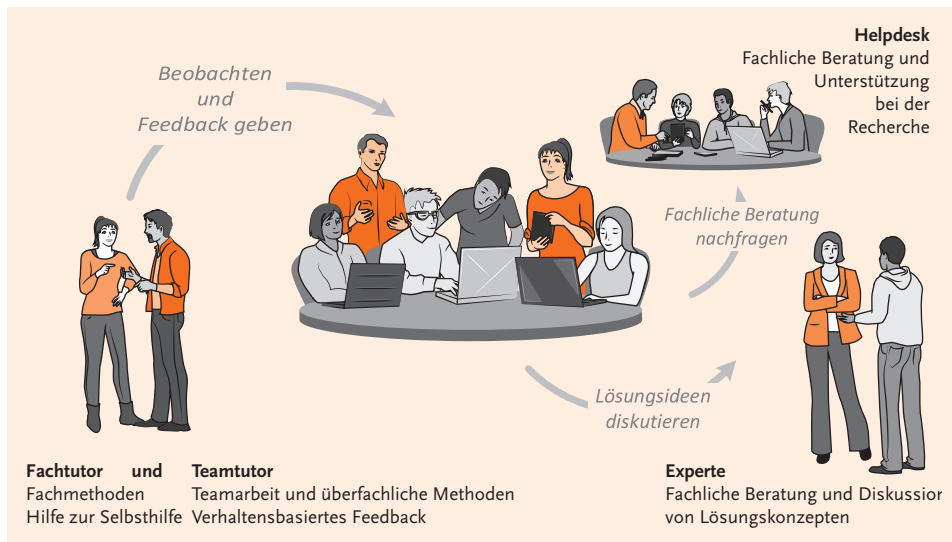 Helpdesk
Fachliche Beratung und
Unterstützung
bei der
Recherche
Beobachten
und
Feedback geben
Fachliche Beratung
nachfragen
Lösungsideen
diskutieren
Fachtutor und Teamtutor
Fachmethoden Teamarbeit und überfachliche Methoden
Hilfe zur Selbsthilfe Verhaltensbasiertes Feedback
Experte
Fachliche Beratung und Diskussior
von Lösungskonzepten